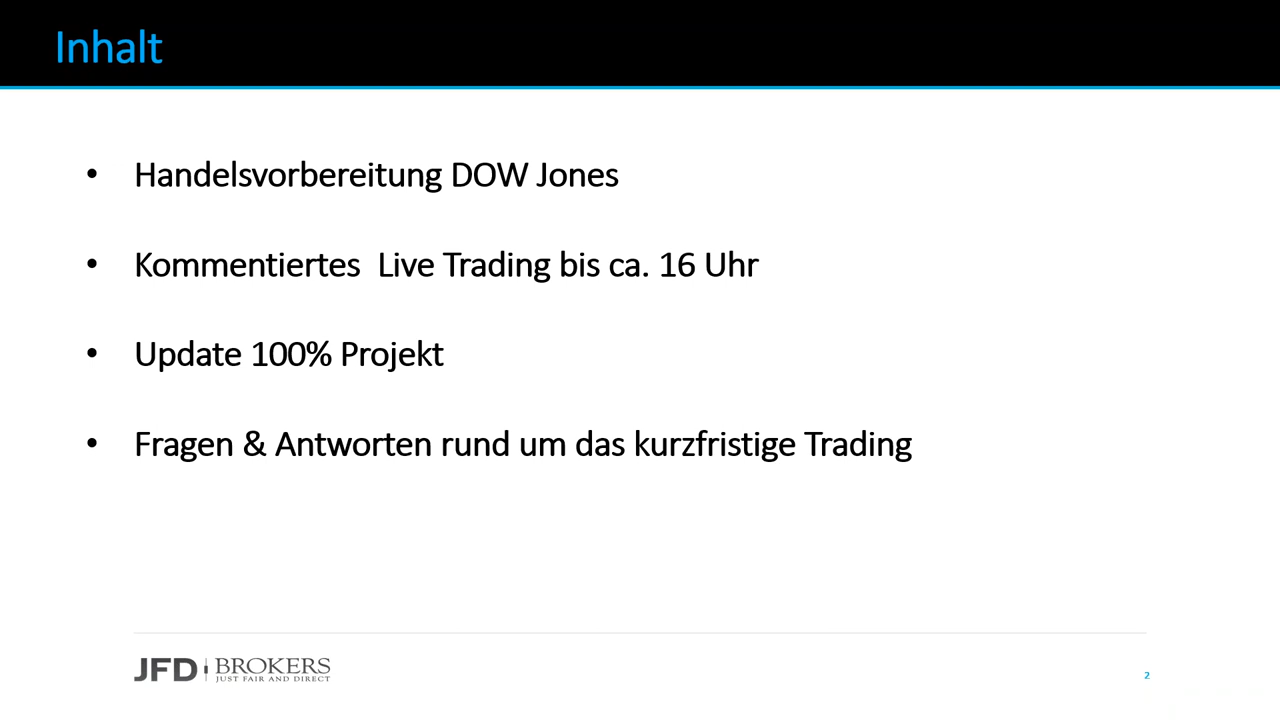 Inhalt
• Handelsvorbereitung DOW Jones
• Kommentiertes  Live Trading bis ca. 16 Uhr
• Update 100% Projekt
• Fragen & Antworten rund um das kurzfristige Trading
JFD BROKERS
JUST FAIR AND DIRECT
2